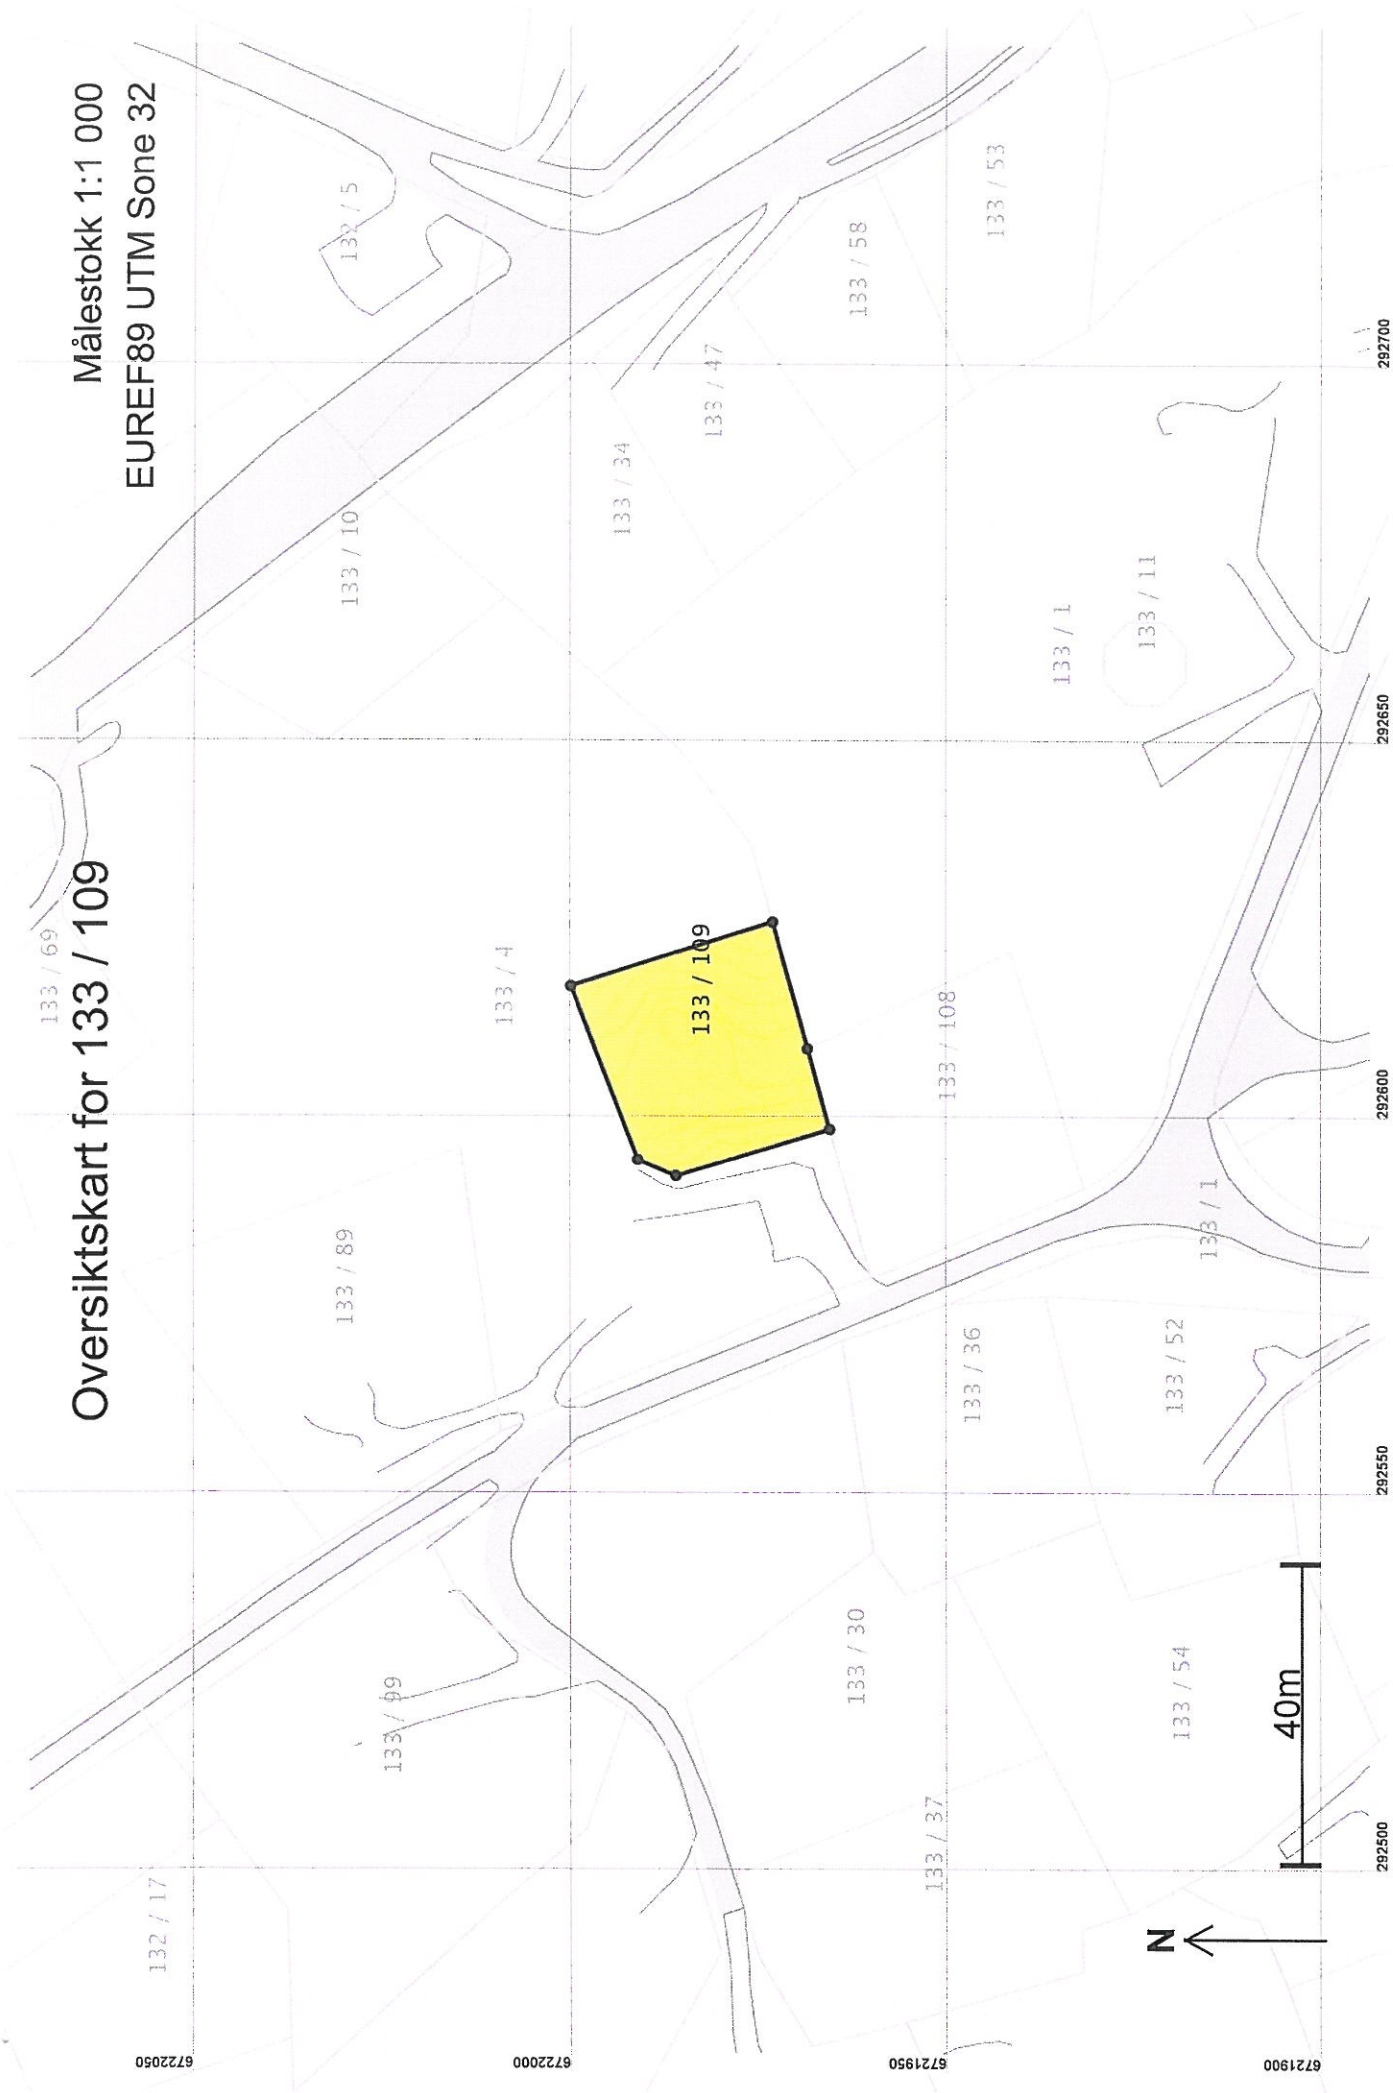 Oversiktskart for 133 / 109
Målestokk 1:1 000
EUREF89 UTM Sone 32
133 / 69
132 / 5
132 / 17
133 / 89
133 / 10
133 / 99
133 / 4
133 / 34
133 / 47
133 / 109
133 / 58
133 / 30
133 / 53
133 / 108
133 / 36
133 / 37
133 / 1
133 / 11
133 / 52
133 / 54
133 / 1
N
40m
6722050
6722000
6721950
6721900
292500
292550
292600
292650
292700